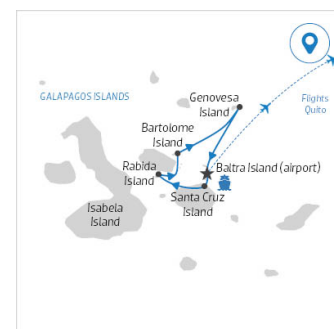 GALAPAGOS ISLANDS
Genovesa
Island
Flights
Quito
Bartolome
Island
Rabida
Island
Baltra Island (airport)
Santa Cruz
Island
Isabela
Island